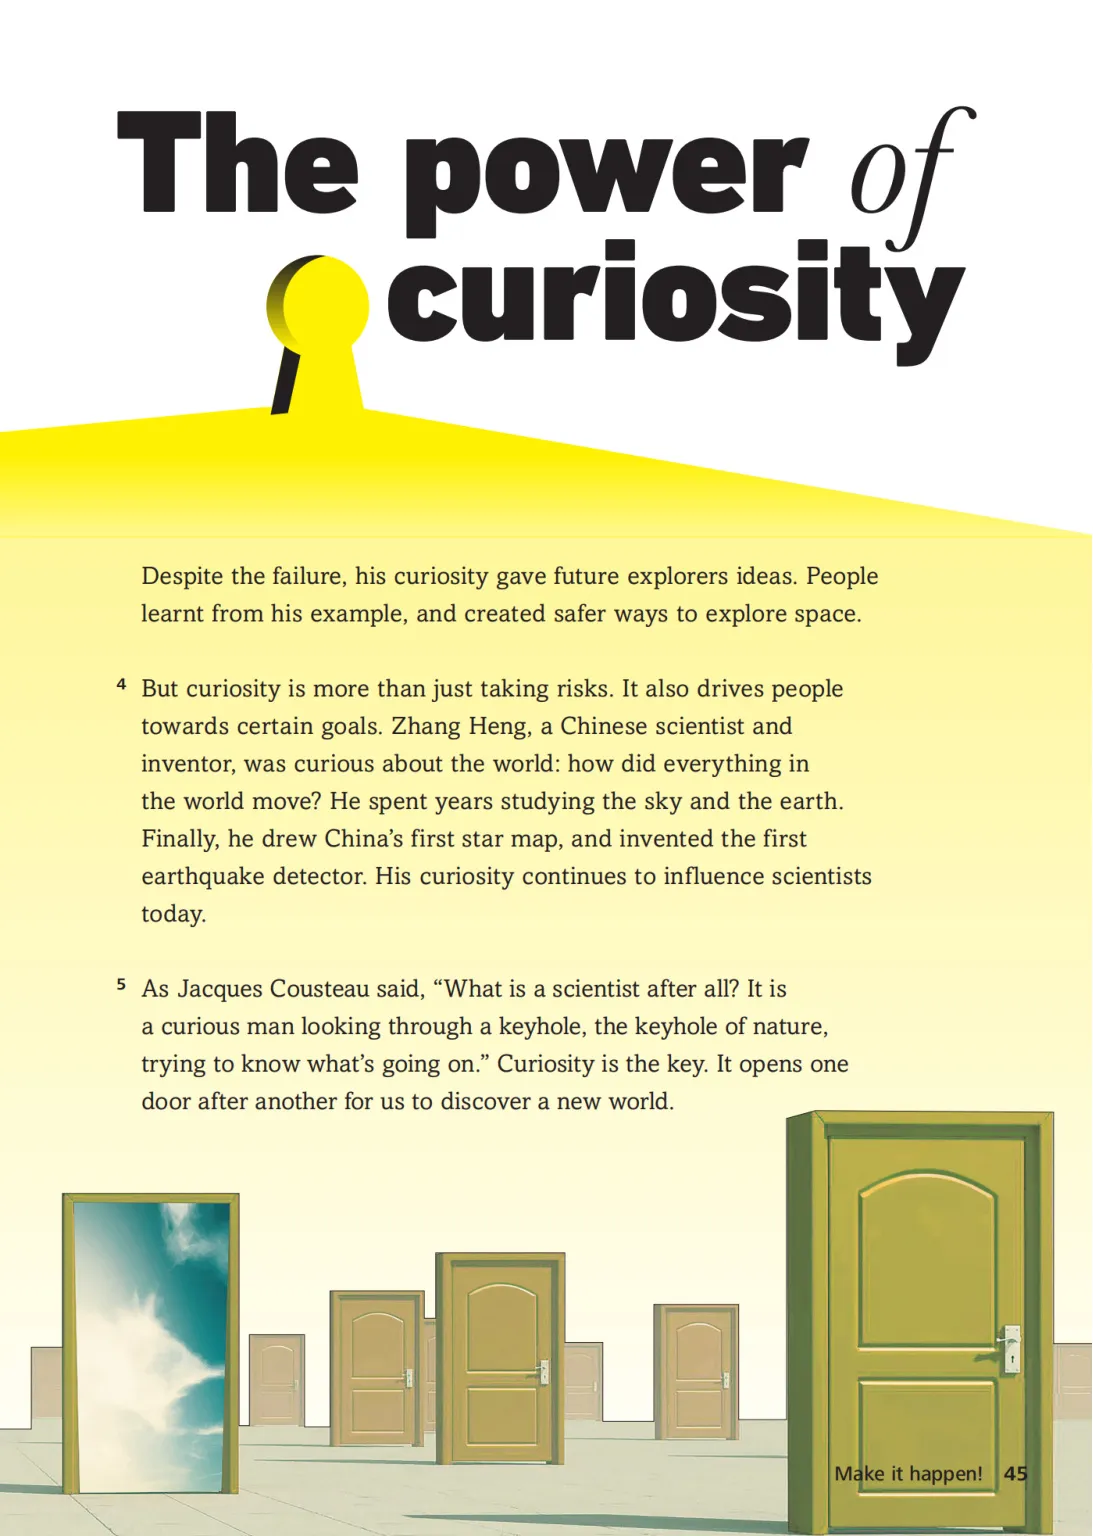 The power of
curiosity
Despite the failure, his curiosity gave future explorers ideas. People
learnt from his example, and created safer ways to explore space.
4 But curiosity is more than just taking risks. It also drives people
towards certain goals. Zhang Heng, a Chinese scientist and
inventor, was curious about the world: how did everything in
the world move? He spent years studying the sky and the earth.
Finally, he drew China’s first star map, and invented the first
earthquake detector. His curiosity continues to influence scientists
today.
5 As Jacques Cousteau said, “What is a scientist after all? It is
a curious man looking through a keyhole, the keyhole of nature,
trying to know what’s going on.” Curiosity is the key. It opens one
door after another for us to discover a new world.
Make it happen! 45